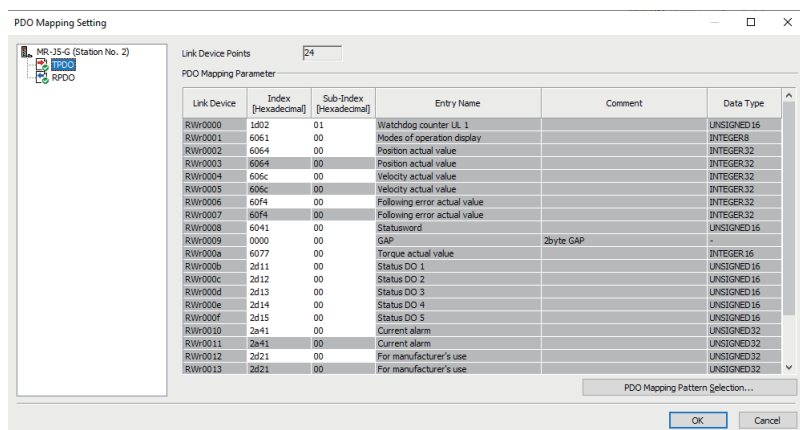 PDO Mapping Setting
MR-J5-G (Station No. 2)
TPDO
RPDO
Link Device Points 24
PDO Mapping Parameter
Link Device Index [Hexadecimal] Sub-Index [Hexadecimal] Entry Name Comment Data Type
RWr0000 1d02 01 Watchdog counter UL 1 UNSIGNED16
RWr0001 6061 00 Modes of operation display INTEGER8
RWr0002 6064 00 Position actual value INTEGER32
RWr0003 6064 00 Position actual value INTEGER32
RWr0004 606c 00 Velocity actual value INTEGER32
RWr0005 606c 00 Velocity actual value INTEGER32
RWr0006 60f4 00 Following error actual value INTEGER32
RWr0007 60f4 00 Following error actual value INTEGER32
RWr0008 6041 00 Statusword UNSIGNED16
RWr0009 0000 00 GAP 2byte GAP -
RWr000a 6077 00 Torque actual value INTEGER16
RWr000b 2d11 00 Status DO 1 UNSIGNED16
RWr000c 2d12 00 Status DO 2 UNSIGNED16
RWr000d 2d13 00 Status DO 3 UNSIGNED16
RWr000e 2d14 00 Status DO 4 UNSIGNED16
RWr000f 2d15 00 Status DO 5 UNSIGNED16
RWr0010 2a41 00 Current alarm UNSIGNED32
RWr0011 2a41 00 Current alarm UNSIGNED32
RWr0012 2d21 00 For manufacturer's use UNSIGNED32
RWr0013 2d21 00 For manufacturer's use UNSIGNED32
PDO Mapping Pattern Selection...
OK Cancel